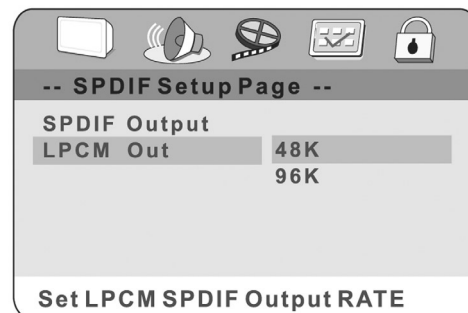 -- SPDIF Setup Page --
SPDIF Output
LPCM Out 48K
96K
Set LPCM SPDIF Output RATE